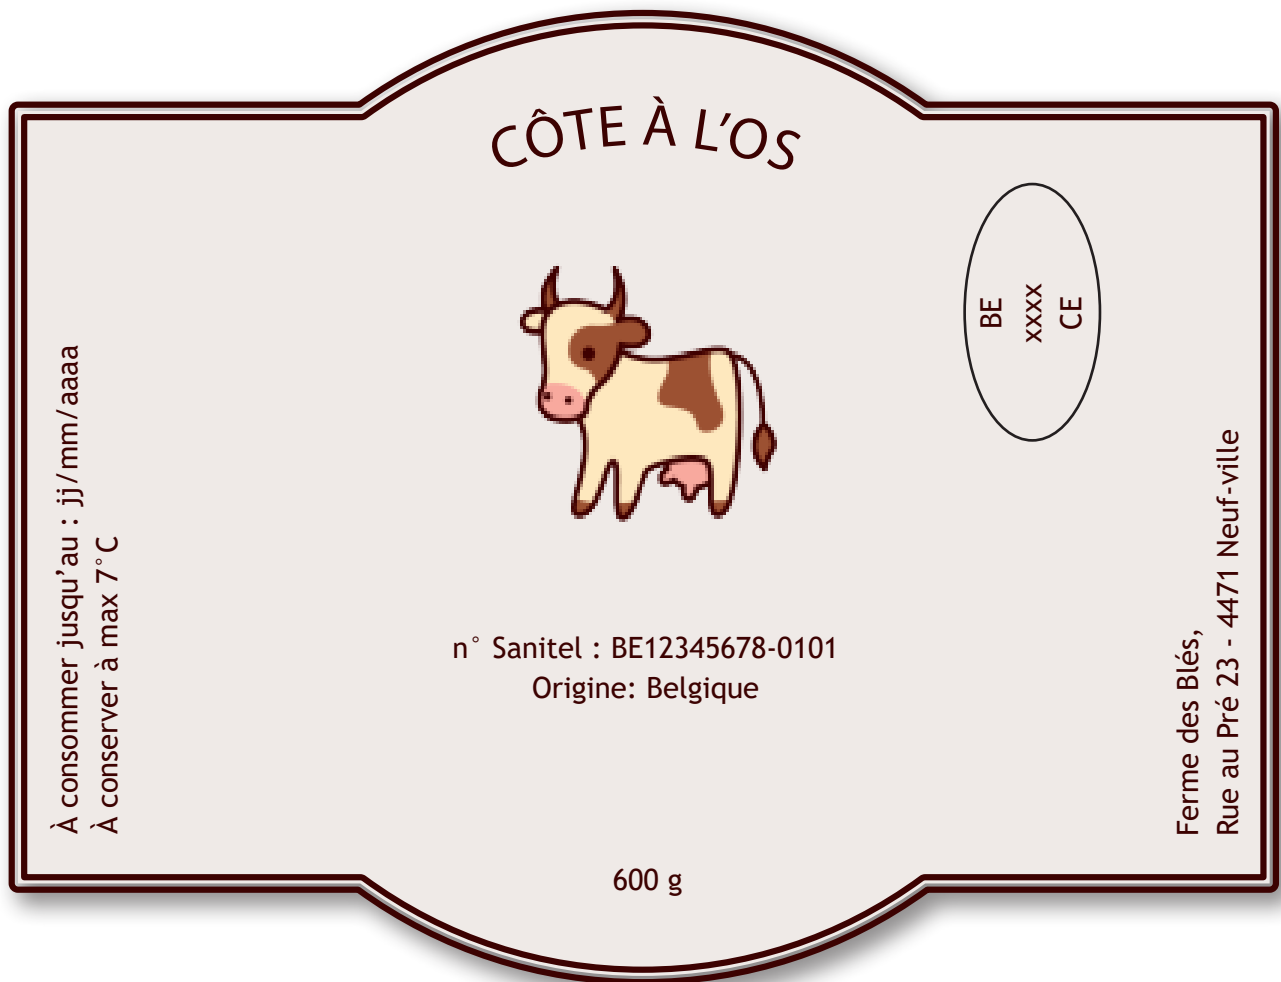 CÔTE À L'OS
BE
xxxx
CE
À consommer jusqu'au : jj/mm/aaaa
À conserver à max 7°C
n° Sanitel : BE12345678-0101
Origine: Belgique
Ferme des Blés,
Rue au Pré 23 - 4471 Neuf-ville
600 g